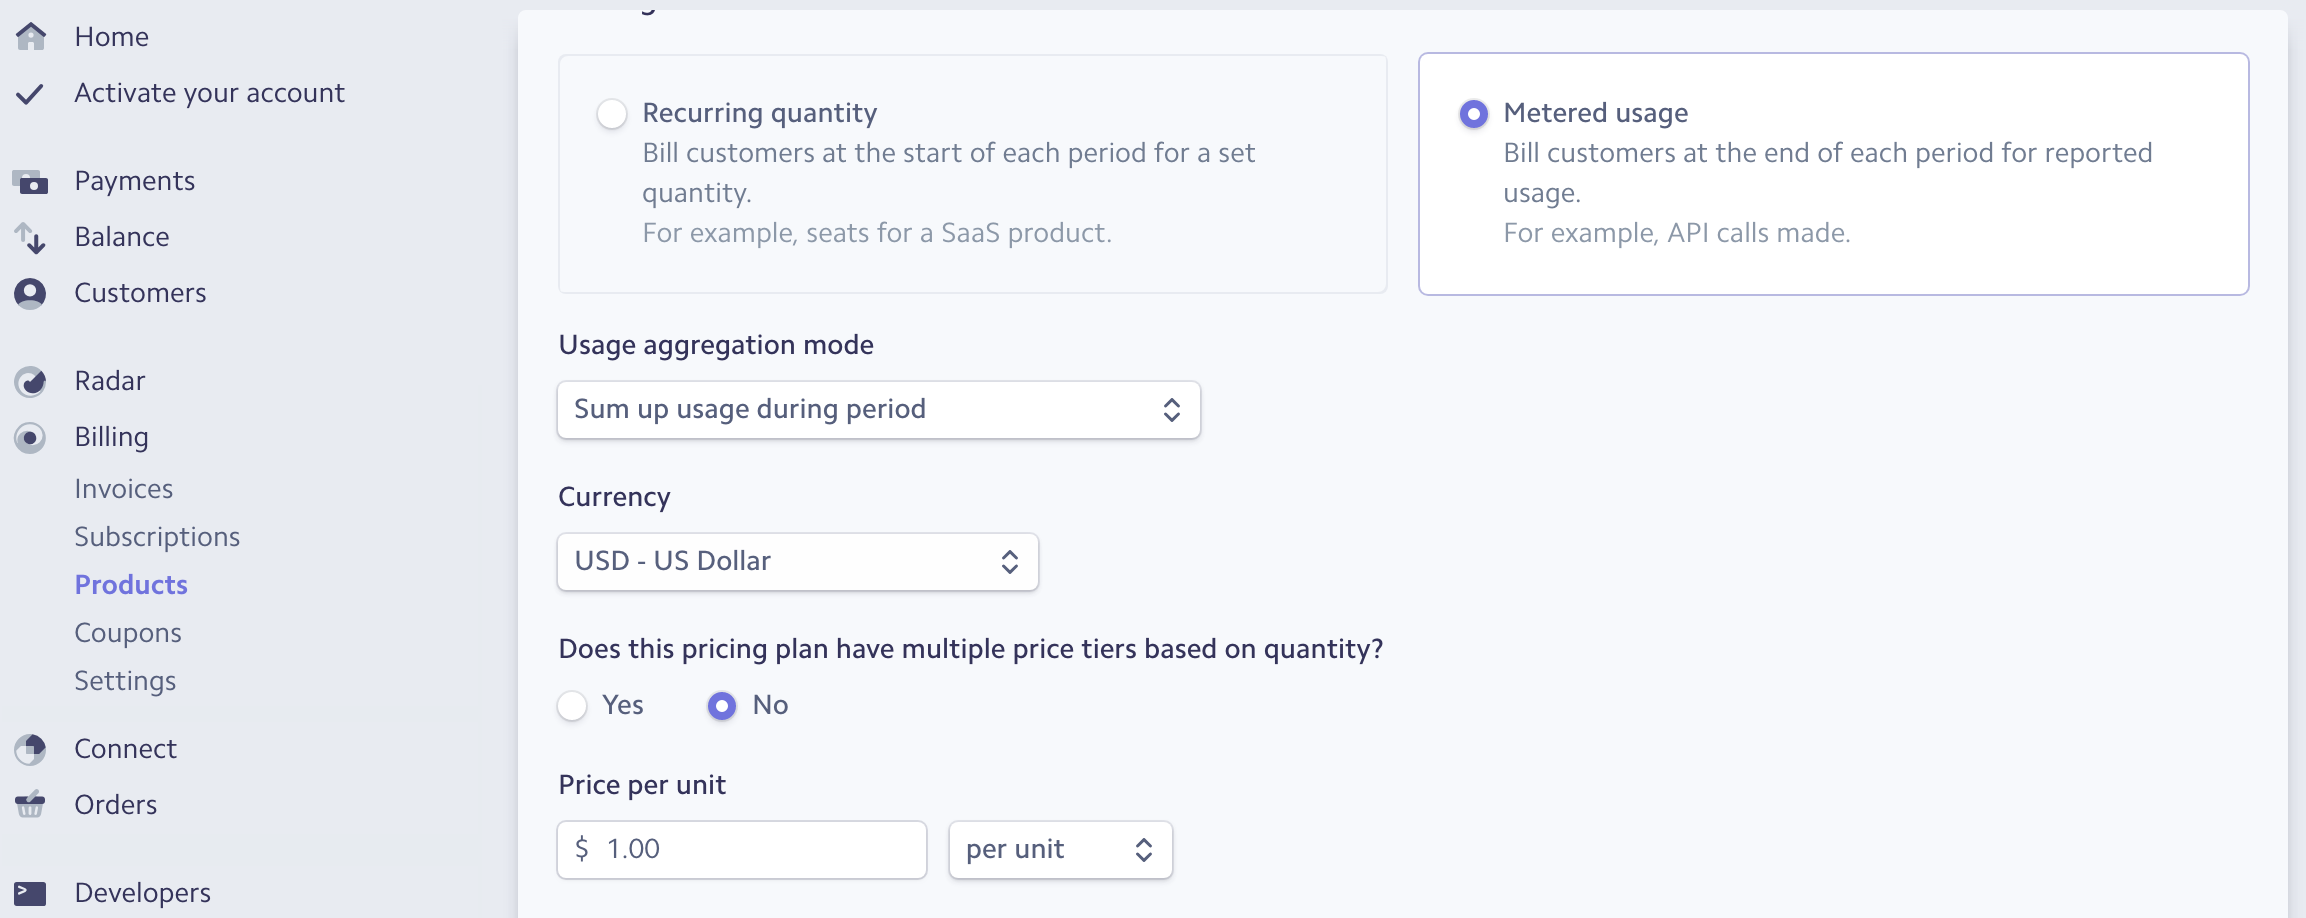 Home
Activate your account
Payments
Balance
Customers
Radar
Billing
Invoices
Subscriptions
Products
Coupons
Settings
Connect
Orders
Developers
Recurring quantity
Bill customers at the start of each period for a set
quantity.
For example, seats for a SaaS product.
Metered usage
Bill customers at the end of each period for reported
usage.
For example, API calls made.
Usage aggregation mode
Sum up usage during period
Currency
USD - US Dollar
Does this pricing plan have multiple price tiers based on quantity?
Yes No
Price per unit
$ 1.00 per unit